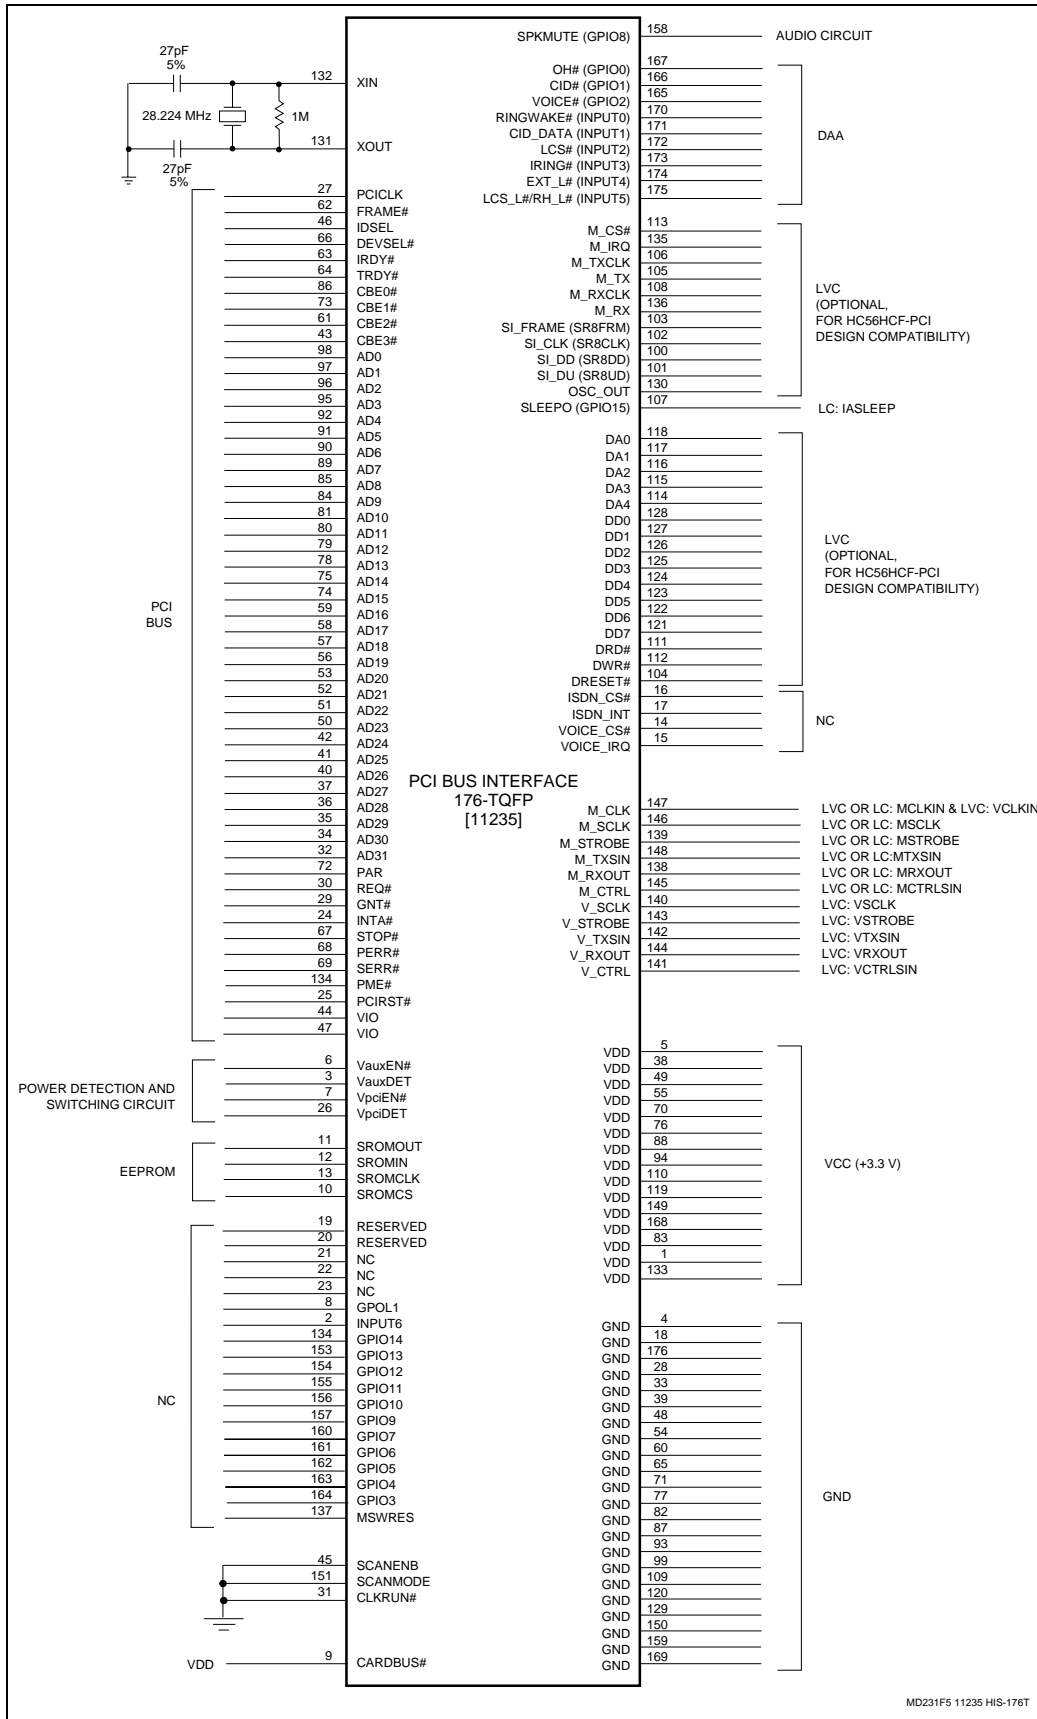 SPKMUTE (GPIO8) 158 AUDIO CIRCUIT
27pF
5%
132 XIN
28.224 MHz 1M
131 XOUT
27pF
5%
OH# (GPIO0) 167
CID# (GPIO1) 166
VOICE# (GPIO2) 165
RINGWAKE# (INPUT0) 170
CID_DATA (INPUT1) 171
LCS# (INPUT2) 172
IRING# (INPUT3) 173
EXT_L# (INPUT4) 174
LCS_L#/RH_L# (INPUT5) 175
DAA
PCI
BUS
27 PCICLK
62 FRAME#
46 IDSEL
66 DEVSEL#
63 IRDY#
64 TRDY#
86 CBE0#
73 CBE1#
61 CBE2#
43 CBE3#
98 AD0
97 AD1
96 AD2
95 AD3
92 AD4
91 AD5
90 AD6
89 AD7
85 AD8
84 AD9
81 AD10
80 AD11
79 AD12
78 AD13
75 AD14
74 AD15
59 AD16
58 AD17
57 AD18
56 AD19
53 AD20
52 AD21
51 AD22
50 AD23
42 AD24
41 AD25
40 AD26
37 AD27
36 AD28
35 AD29
34 AD30
32 AD31
72 PAR
30 REQ#
29 GNT#
24 INTA#
67 STOP#
68 PERR#
69 SERR#
134 PME#
25 PCIRST#
44 VIO
47 VIO
M_CS# 113
M_IRQ 135
M_TXCLK 106
M_TX 105
M_RXCLK 108
M_RX 136
SI_FRAME (SR8FRM) 103
SI_CLK (SR8CLK) 102
SI_DD (SR8DD) 100
SI_DU (SR8UD) 101
OSC_OUT 130
LVC
(OPTIONAL,
FOR HC56HCF-PCI
DESIGN COMPATIBILITY)
SLEEPO (GPIO15) 107 LC: IASLEEP
DA0 118
DA1 117
DA2 116
DA3 115
DA4 114
DD0 128
DD1 127
DD2 126
DD3 125
DD4 124
DD5 123
DD6 122
DD7 121
DRD# 111
DWR# 112
DRESET# 104
LVC
(OPTIONAL,
FOR HC56HCF-PCI
DESIGN COMPATIBILITY)
ISDN_CS# 16
ISDN_INT 17
VOICE_CS# 14
VOICE_IRQ 15
NC
PCI BUS INTERFACE
176-TQFP
[11235]
M_CLK 147 LVC OR LC: MCLKIN & LVC: VCLKIN
M_SCLK 146 LVC OR LC: MSCLK
M_STROBE 139 LVC OR LC: MSTROBE
M_TXSIN 148 LVC OR LC:MTXSIN
M_RXOUT 138 LVC OR LC: MRXOUT
M_CTRL 145 LVC OR LC: MCTRLSIN
V_SCLK 140 LVC: VSCLK
V_STROBE 143 LVC: VSTROBE
V_TXSIN 142 LVC: VTXSIN
V_RXOUT 144 LVC: VRXOUT
V_CTRL 141 LVC: VCTRLSIN
POWER DETECTION AND
SWITCHING CIRCUIT
6 VauxEN#
3 VauxDET
7 VpciEN#
26 VpciDET
EEPROM
11 SROMOUT
12 SROMIN
13 SROMCLK
10 SROMCS
VDD 5
VDD 38
VDD 49
VDD 55
VDD 70
VDD 76
VDD 88
VDD 94
VDD 110
VDD 119
VDD 149
VDD 168
VDD 83
VDD 1
VDD 133
VCC (+3.3 V)
NC
19 RESERVED
20 RESERVED
21 NC
22 NC
23 NC
8 GPOL1
2 INPUT6
134 GPIO14
153 GPIO13
154 GPIO12
155 GPIO11
156 GPIO10
157 GPIO9
160 GPIO7
161 GPIO6
162 GPIO5
163 GPIO4
164 GPIO3
137 MSWRES
GND 4
GND 18
GND 176
GND 28
GND 33
GND 39
GND 48
GND 54
GND 60
GND 65
GND 71
GND 77
GND 82
GND 87
GND 93
GND 99
GND 109
GND 120
GND 129
GND 150
GND 159
GND 169
GND
45 SCANENB
151 SCANMODE
31 CLKRUN#
VDD 9 CARDBUS#
MD231F5 11235 HIS-176T